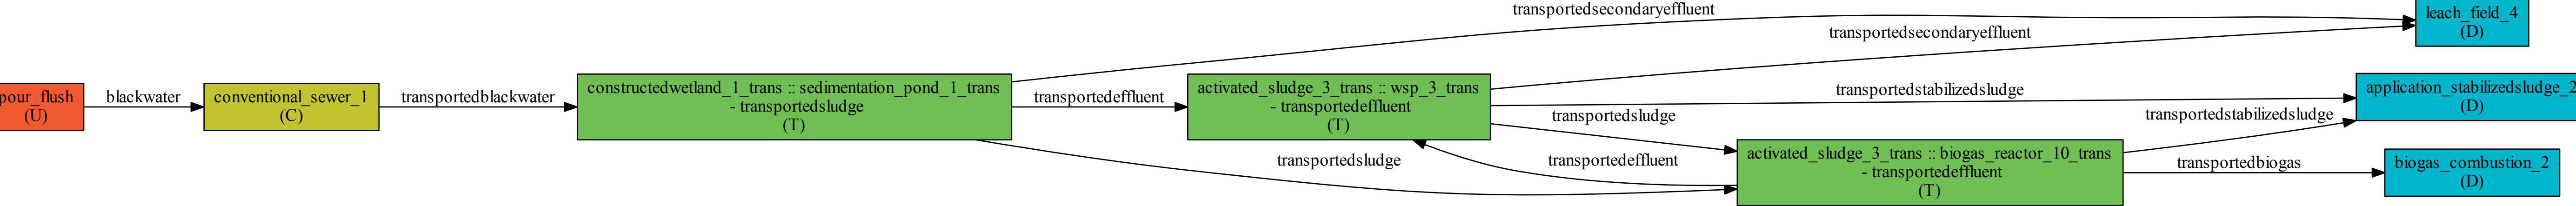 pour_flush
(U)
blackwater
conventional_sewer_1
(C)
transportedblackwater
constructedwetland_1_trans :: sedimentation_pond_1_trans
- transportedsludge
(T)
transportedsecondaryeffluent
transportedeffluent
transportedsludge
activated_sludge_3_trans :: wsp_3_trans
- transportedeffluent
(T)
transportedsecondaryeffluent
transportedstabilizedsludge
transportedsludge
transportedeffluent
activated_sludge_3_trans :: biogas_reactor_10_trans
- transportedeffluent
(T)
transportedstabilizedsludge
transportedbiogas
leach_field_4
(D)
application_stabilizedsludge_2
(D)
biogas_combustion_2
(D)